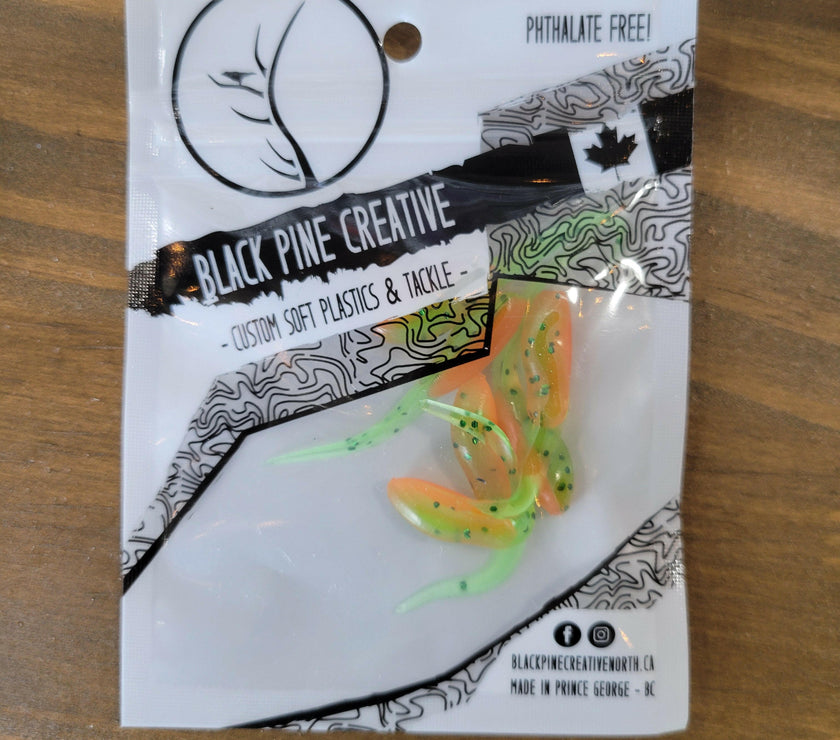 PHTHALATE FREE!
BLACK PINE CREATIVE
- CUSTOM SOFT PLASTICS & TACKLE -
BLACKPINECREATIVENORTH.CA
MADE IN PRINCE GEORGE - BC